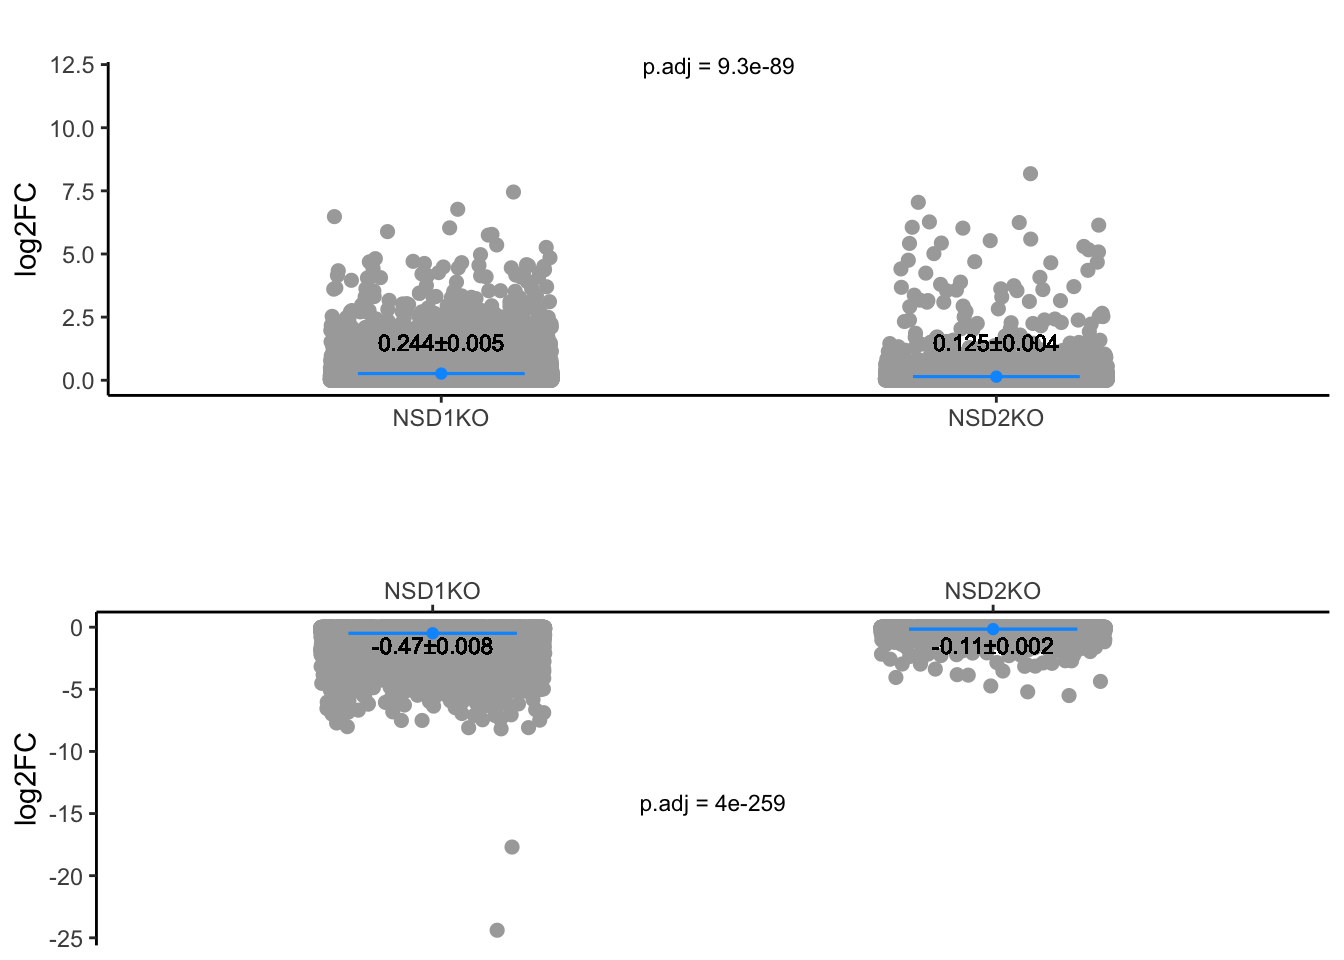 12.5
p.adj = 9.3e-89
10.0
7.5
5.0
2.5
0.0
log2FC
0.244±0.005
0.125±0.004
NSD1KO
NSD2KO
NSD1KO
NSD2KO
0
-5
-10
-15
-20
-25
log2FC
-0.47±0.008
-0.11±0.002
p.adj = 4e-259